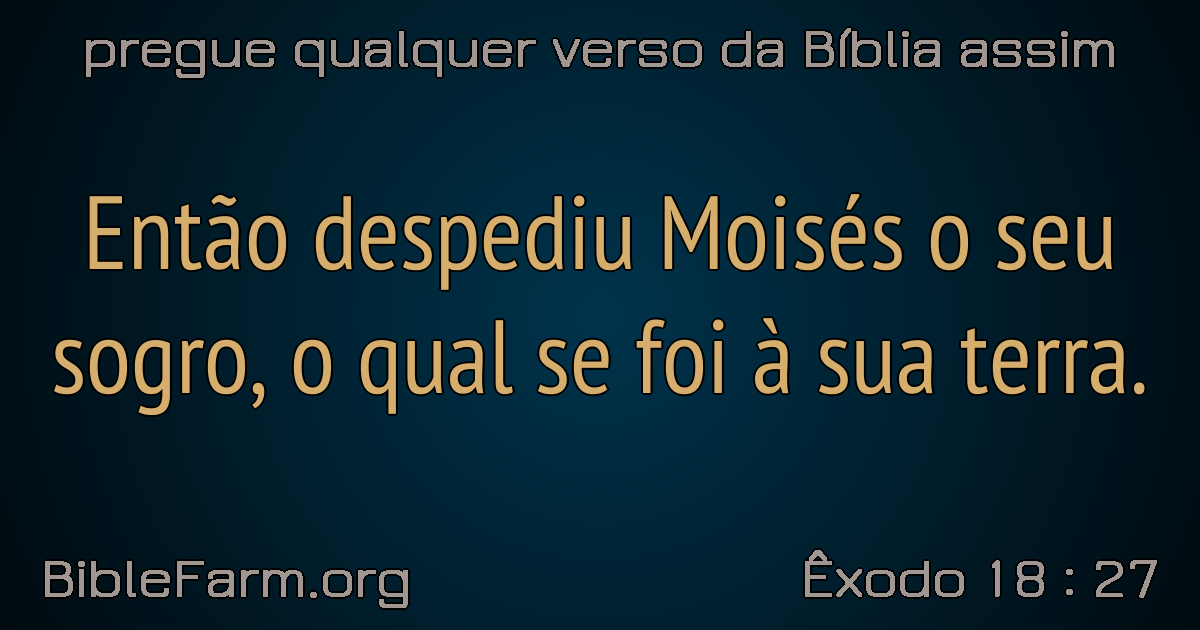 pregue qualquer verso da Bíblia assim
Então despediu Moisés o seu
sogro, o qual se foi à sua terra.
BibleFarm.org
Êxodo 18 : 27